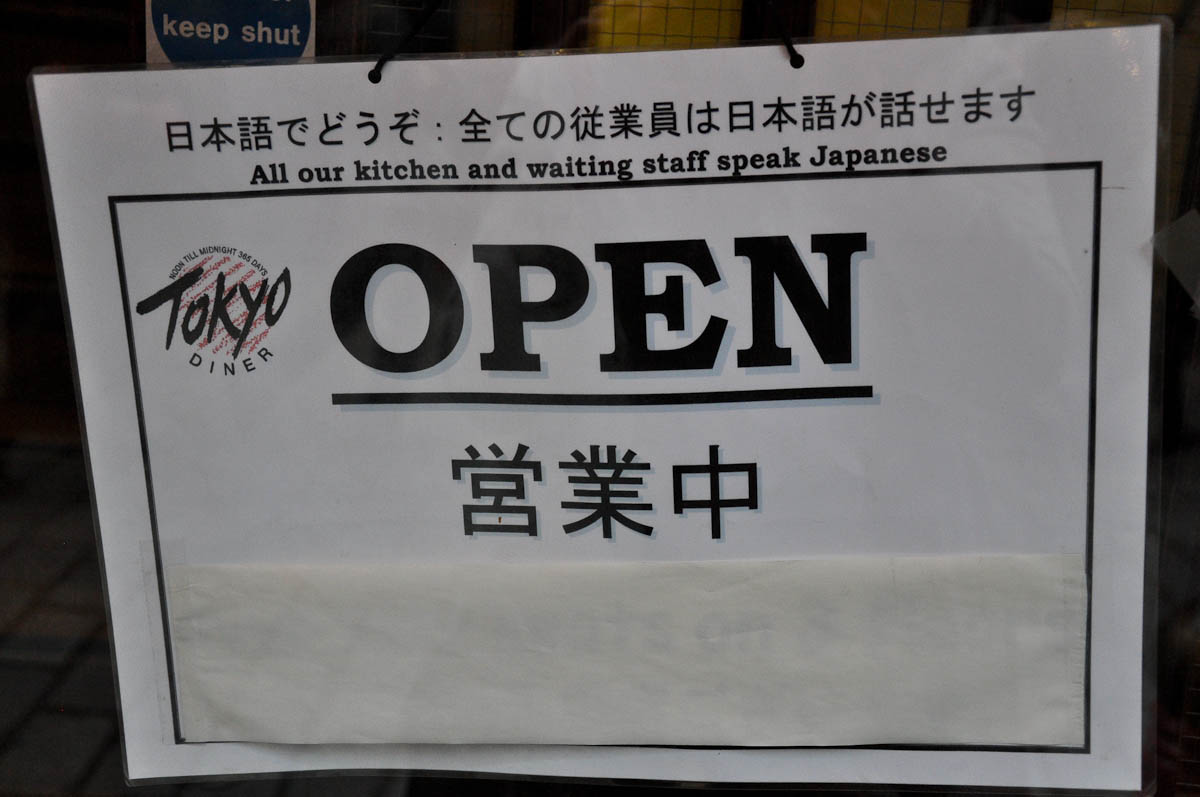 keep shut
日本語でどうぞ：全ての従業員は日本語が話せます
All our kitchen and waiting staff speak Japanese
NOON TILL MIDNIGHT 365 DAYS
TOKYO
DINER
OPEN
営業中